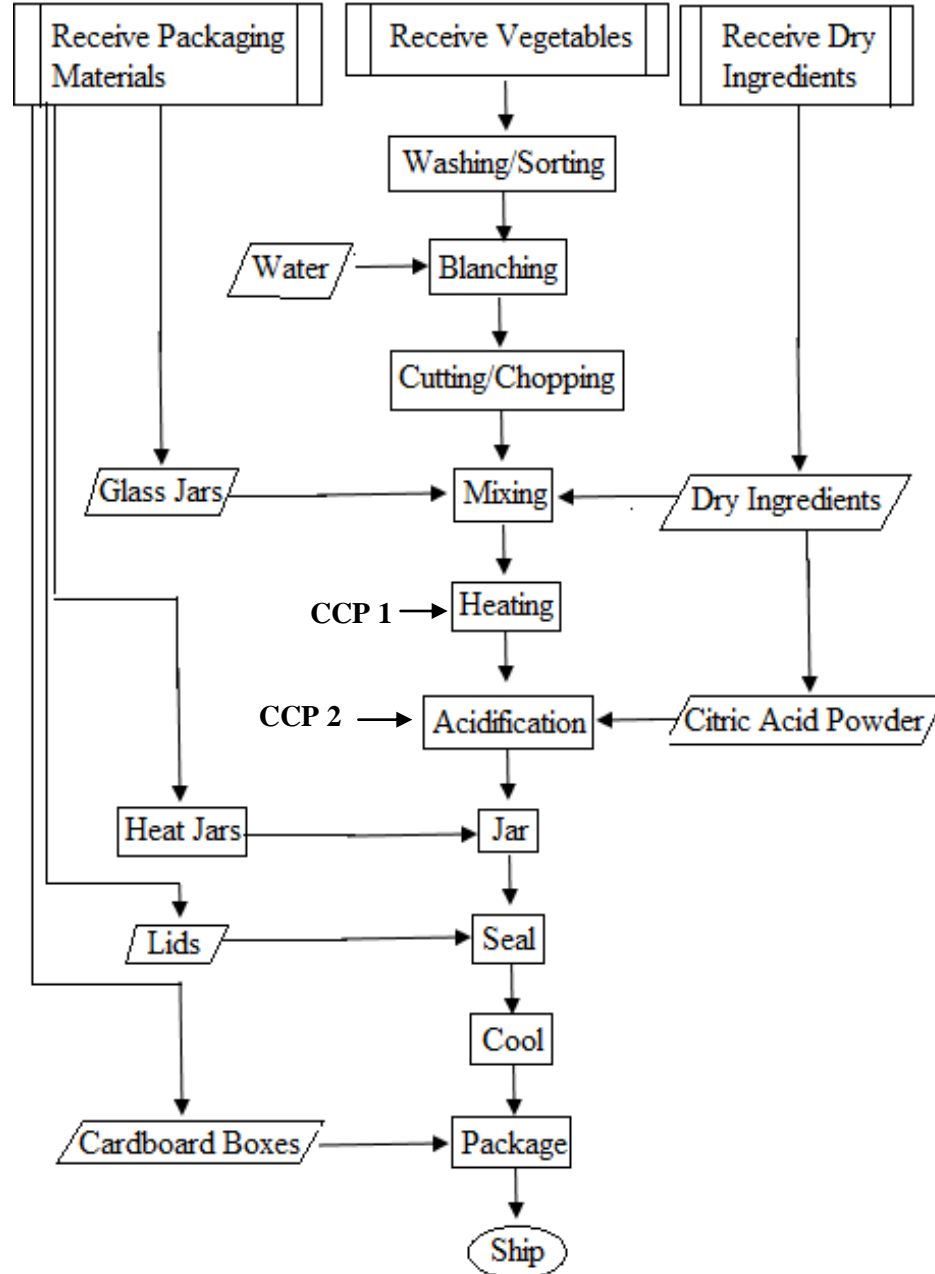 Receive Packaging
Materials
Receive Vegetables
Receive Dry
Ingredients
Washing/Sorting
Water
Blanching
Cutting/Chopping
Glass Jars
Mixing
Dry Ingredients
CCP 1
Heating
CCP 2
Acidification
Citric Acid Powder
Heat Jars
Jar
Lids
Seal
Cool
Cardboard Boxes
Package
Ship